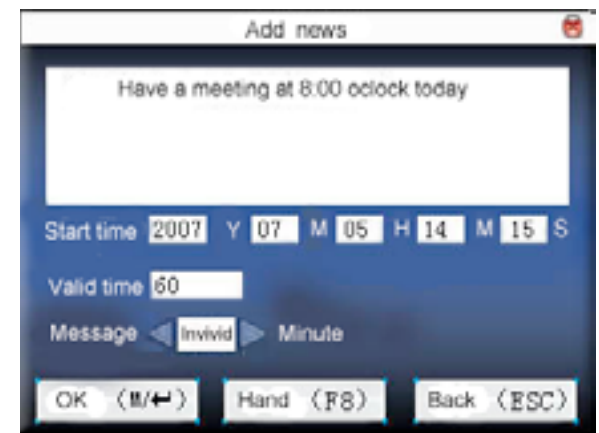 Add news
Have a meeting at 8:00 oclock today
Start time 2007 Y 07 M 05 H 14 M 15 S
Valid time 60
Message Invivid Minute
OK (M/↵) Hand (F8) Back (ESC)